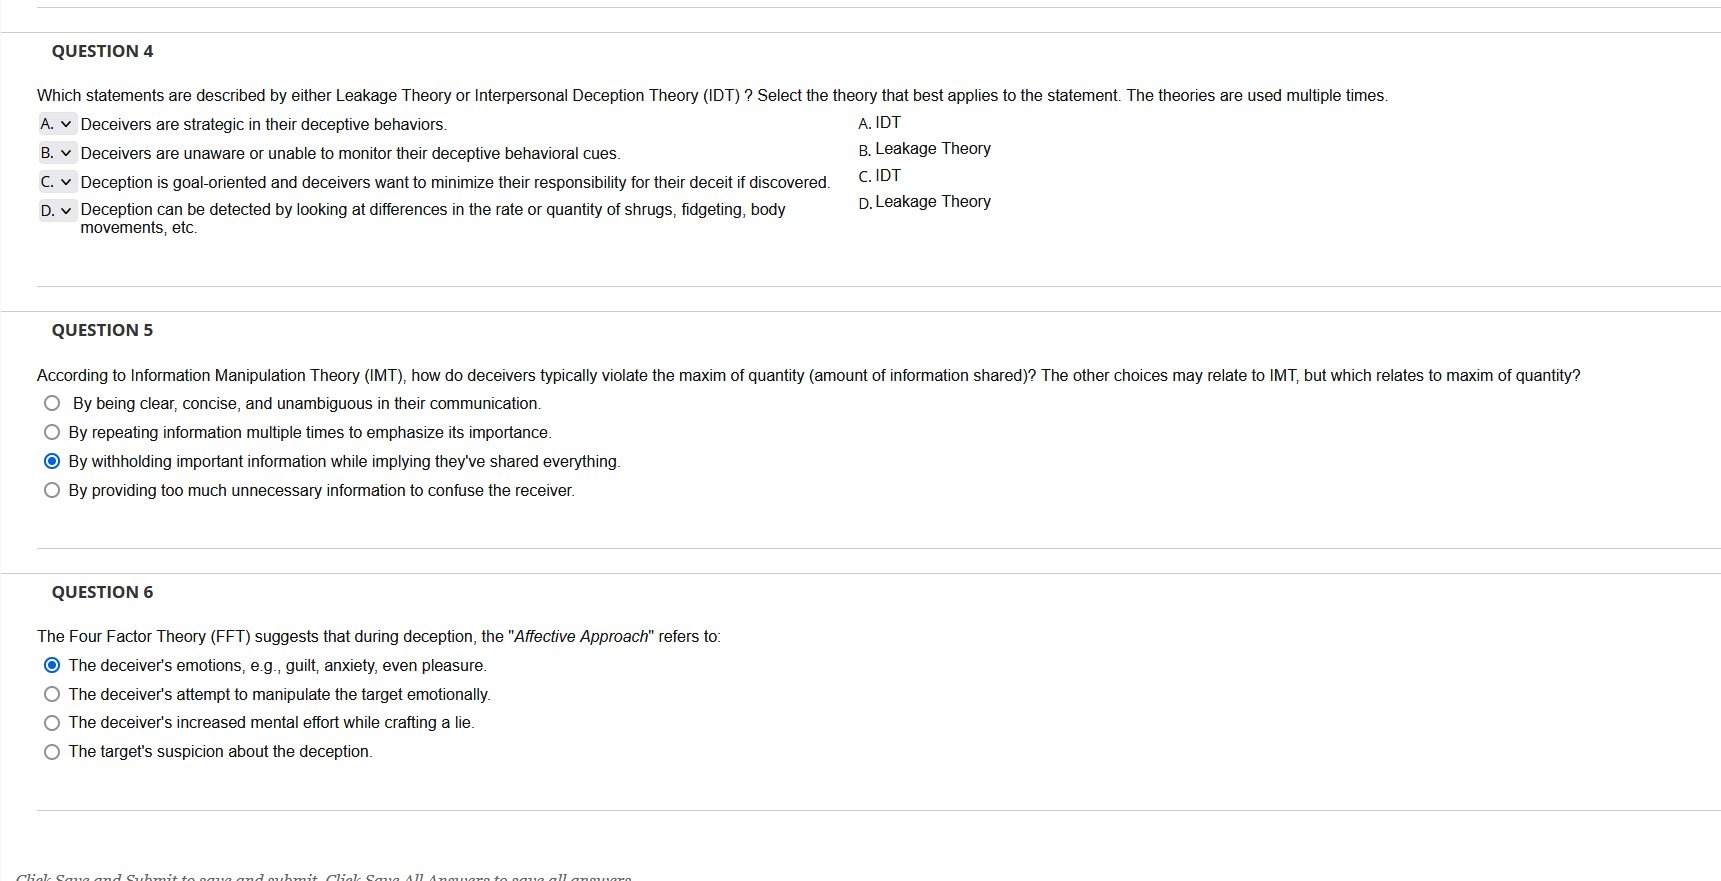 QUESTION 4
Which statements are described by either Leakage Theory or Interpersonal Deception Theory (IDT) ? Select the theory that best applies to the statement. The theories are used multiple times.
A. Deceivers are strategic in their deceptive behaviors.
B. Deceivers are unaware or unable to monitor their deceptive behavioral cues.
C. Deception is goal-oriented and deceivers want to minimize their responsibility for their deceit if discovered.
D. Deception can be detected by looking at differences in the rate or quantity of shrugs, fidgeting, body
movements, etc.
A. IDT
B. Leakage Theory
C. IDT
D. Leakage Theory
QUESTION 5
According to Information Manipulation Theory (IMT), how do deceivers typically violate the maxim of quantity (amount of information shared)? The other choices may relate to IMT, but which relates to maxim of quantity?
By being clear, concise, and unambiguous in their communication.
By repeating information multiple times to emphasize its importance.
By withholding important information while implying they've shared everything.
By providing too much unnecessary information to confuse the receiver.
QUESTION 6
The Four Factor Theory (FFT) suggests that during deception, the "Affective Approach" refers to:
The deceiver's emotions, e.g., guilt, anxiety, even pleasure.
The deceiver's attempt to manipulate the target emotionally.
The deceiver's increased mental effort while crafting a lie.
The target's suspicion about the deception.
Click Save and Submit to save and submit. Click Save All Answers to save all answers.